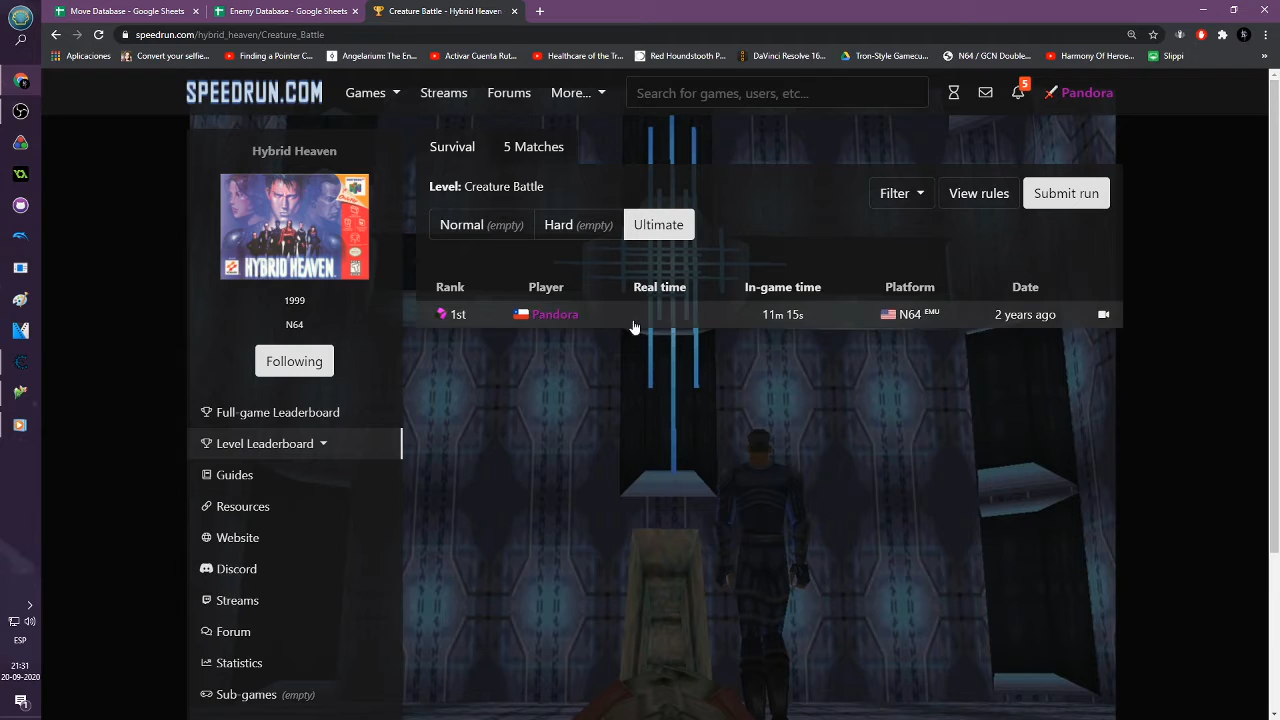 Move Database - Google Sheets
Enemy Database - Google Sheets
Creature Battle - Hybrid Heaven -
speedrun.com/hybrid_heaven/Creature_Battle
Aplicaciones
Convert your selfie...
Finding a Pointer C...
Angelarium The En...
Activar Cuenta Rut...
Healthcare of the Tr...
Red Houndstooth P...
DaVinci Resolve 16...
Tron-Style Gamecu...
N64 / GCN Double...
Harmony Of Heroe...
Slippi
»
SPEEDRUN.COM
Games
Streams
Forums
More...
Search for games, users, etc...
5
Pandora
Hybrid Heaven
HYBRID HEAVEN
KONAMI
1999
N64
Following
Full-game Leaderboard
Level Leaderboard
Guides
Resources
Website
Discord
Streams
Forum
Statistics
Sub-games (empty)
Survival 5 Matches
Level: Creature Battle
Filter View rules Submit run
Normal (empty) Hard (empty) Ultimate
Rank Player Real time In-game time Platform Date
1st Pandora 11m 15s N64 EMU 2 years ago
ESP
21:31
20-09-2020